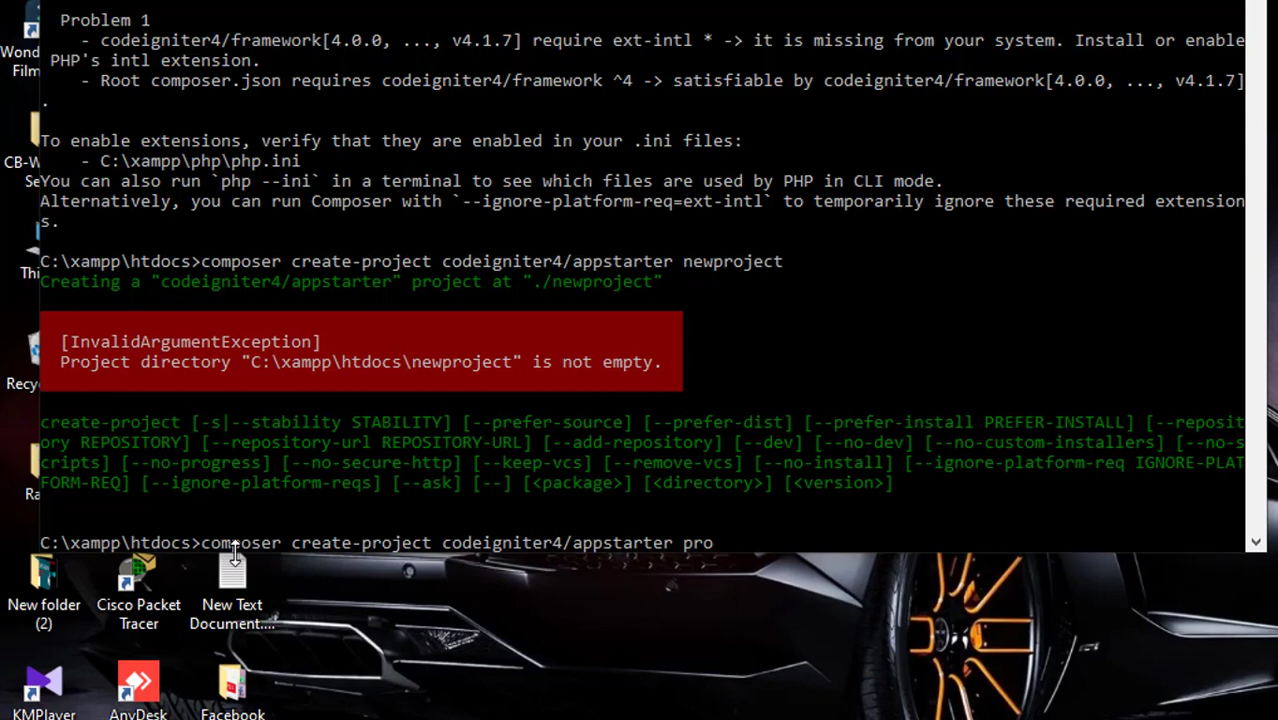 Problem 1
- codeigniter4/framework[4.0.0, ..., v4.1.7] require ext-intl * -> it is missing from your system. Install or enable
PHP's intl extension.
- Root composer.json requires codeigniter4/framework ^4 -> satisfiable by codeigniter4/framework[4.0.0, ..., v4.1.7]
.
To enable extensions, verify that they are enabled in your .ini files:
- C:\xampp\php\php.ini
You can also run `php --ini` in a terminal to see which files are used by PHP in CLI mode.
Alternatively, you can run Composer with `--ignore-platform-req=ext-intl` to temporarily ignore these required extension
s.
C:\xampp\htdocs>composer create-project codeigniter4/appstarter newproject
Creating a "codeigniter4/appstarter" project at "./newproject"
[InvalidArgumentException]
Project directory "C:\xampp\htdocs\newproject" is not empty.
create-project [-s|--stability STABILITY] [--prefer-source] [--prefer-dist] [--prefer-install PREFER-INSTALL] [--reposit
ory REPOSITORY] [--repository-url REPOSITORY-URL] [--add-repository] [--dev] [--no-dev] [--no-custom-installers] [--no-s
cripts] [--no-progress] [--no-secure-http] [--keep-vcs] [--remove-vcs] [--no-install] [--ignore-platform-req IGNORE-PLAT
FORM-REQ] [--ignore-platform-reqs] [--ask] [--] [<package>] [<directory>] [<version>]
C:\xampp\htdocs>composer create-project codeigniter4/appstarter pro
Wond
Film
CB-W
Se
Thi
Recy
Ra
New folder
(2)
Cisco Packet
Tracer
New Text
Document....
KMPlayer
AnyDesk
Facebook